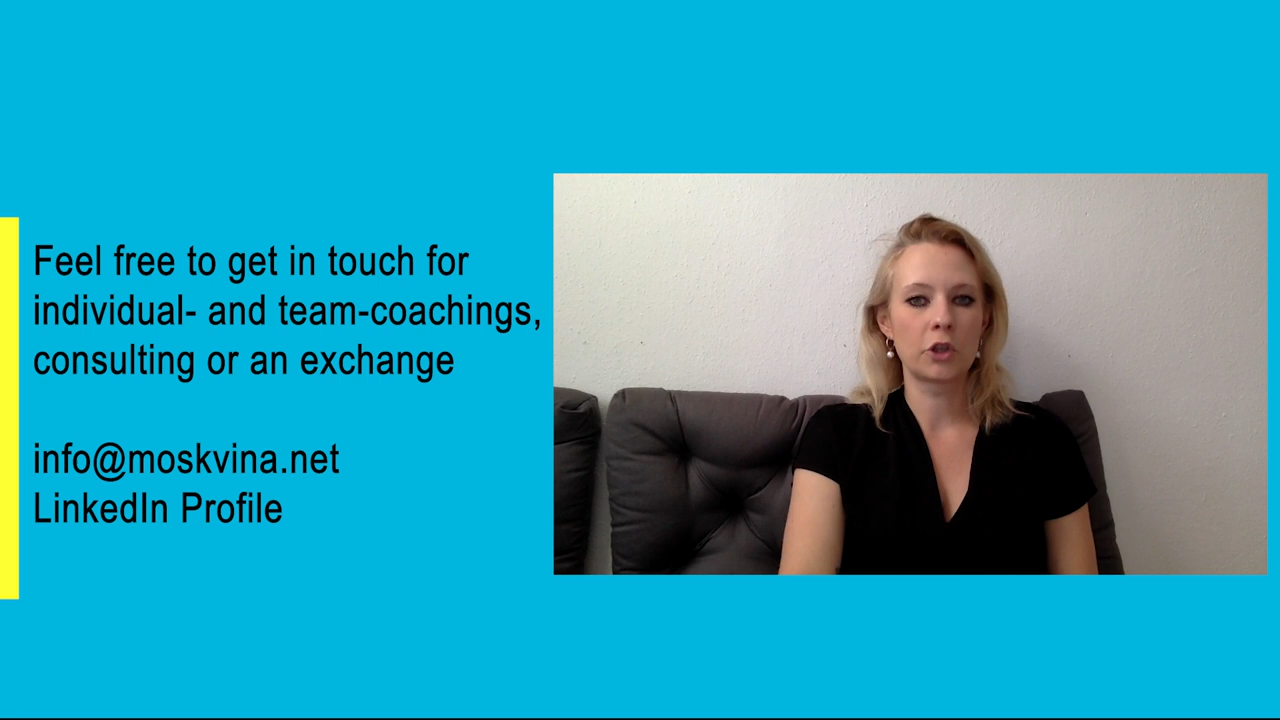 Feel free to get in touch for
individual- and team-coachings,
consulting or an exchange
info@moskvina.net
LinkedIn Profile